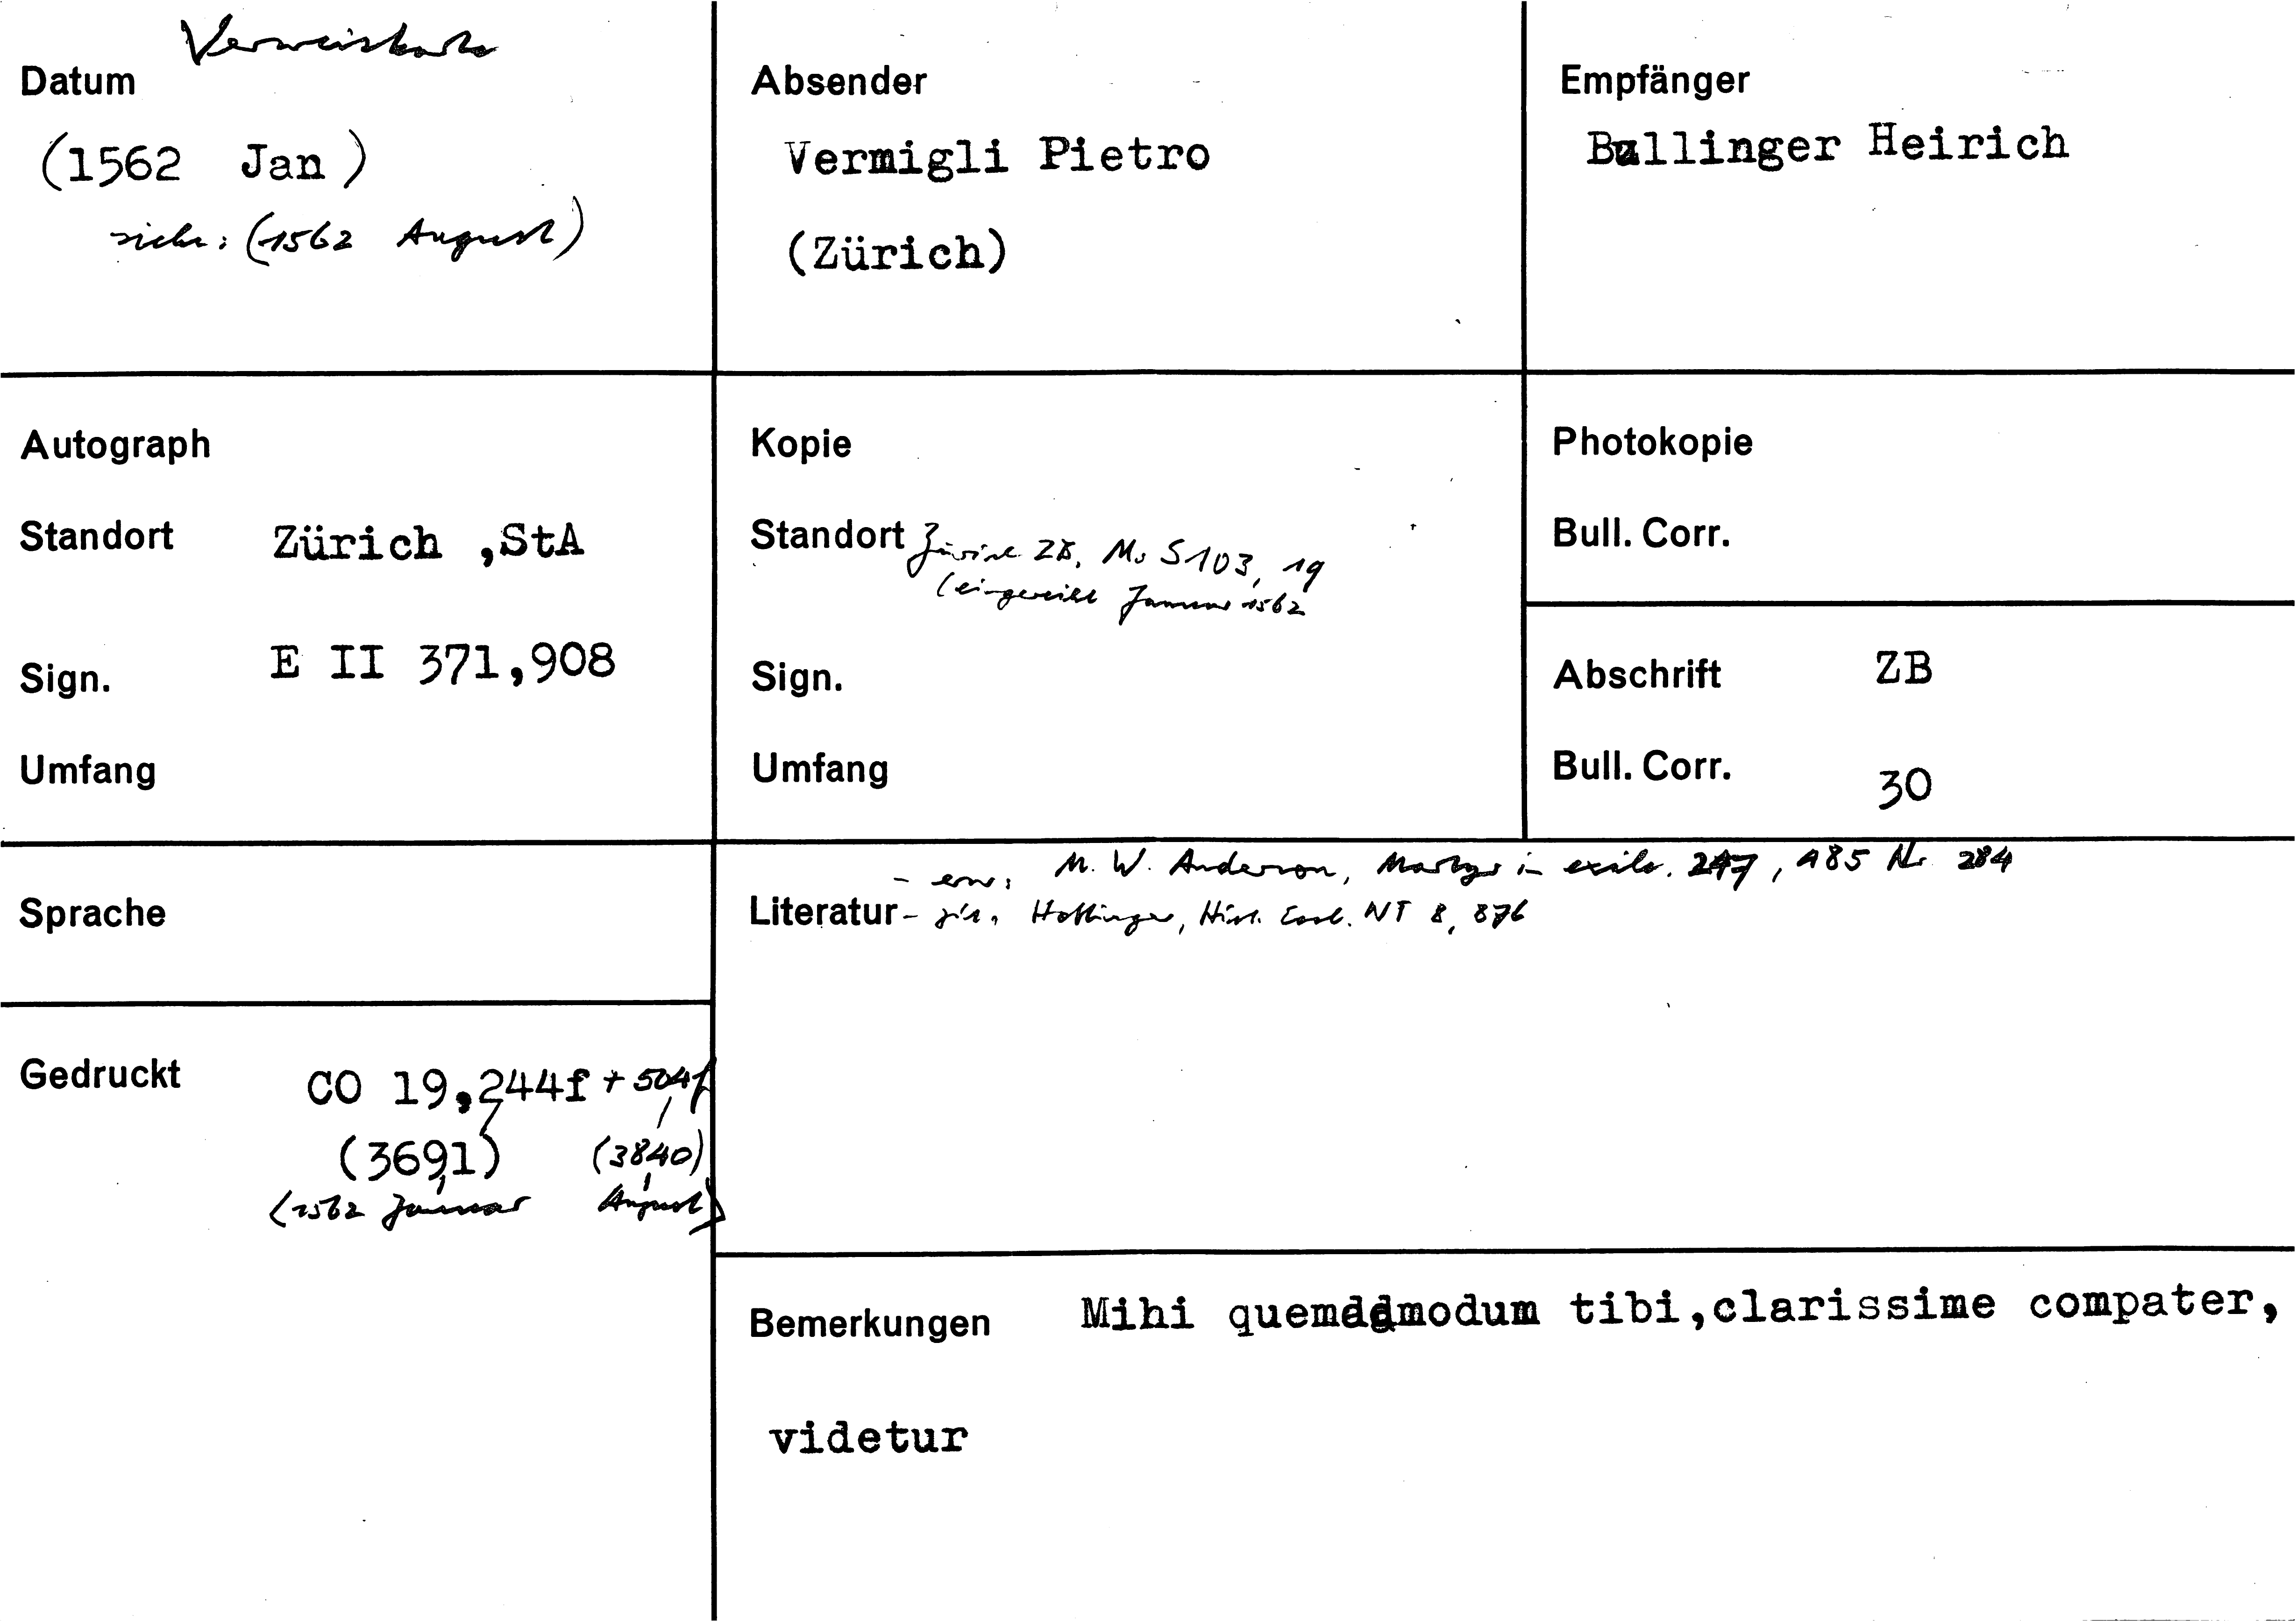 Verweiskarte
Datum
(1562 Jan)
siehe: (1562 August)
Absender
Vermigli Pietro
(Zürich)
Empfänger
Bullinger Heirich
Autograph
Standort Zürich ,StA
Sign. E II 371,908
Umfang
Kopie
Standort Zürich ZB, Ms S 103, 19
(eingereiht Januar 1562
Sign.
Umfang
Photokopie
Bull. Corr.
Abschrift ZB
Bull. Corr. 30
Sprache
Gedruckt CO 19,244f + 504f
(3691) (3840)
(1562 Januar August)
- erw: M. W. Anderson, Martyr in exile. 247, 485 Nr 284
Literatur - zit. Hottinger, Hist. Eccl. NT 8, 876
Bemerkungen Mihi quemadmodum tibi,clarissime compater,
videtur